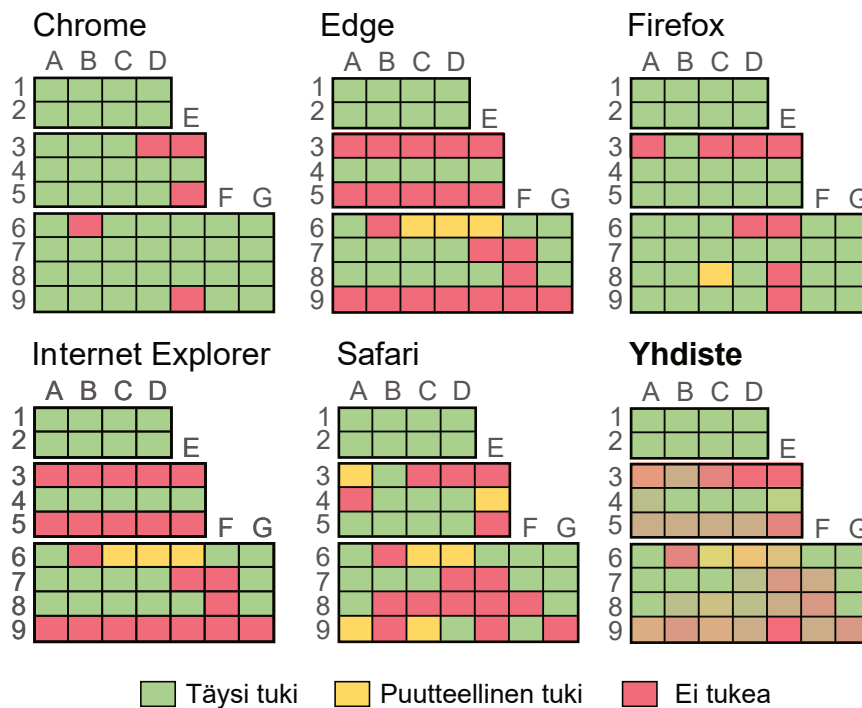 Chrome
A B C D
1
2
E
3
4
5
F G
6
7
8
9
Edge
A B C D
1
2
E
3
4
5
F G
6
7
8
9
Firefox
A B C D
1
2
E
3
4
5
F G
6
7
8
9
Internet Explorer
A B C D
1
2
E
3
4
5
F G
6
7
8
9
Safari
A B C D
1
2
E
3
4
5
F G
6
7
8
9
Yhdiste
A B C D
1
2
E
3
4
5
F G
6
7
8
9
Täysi tuki
Puutteellinen tuki
Ei tukea